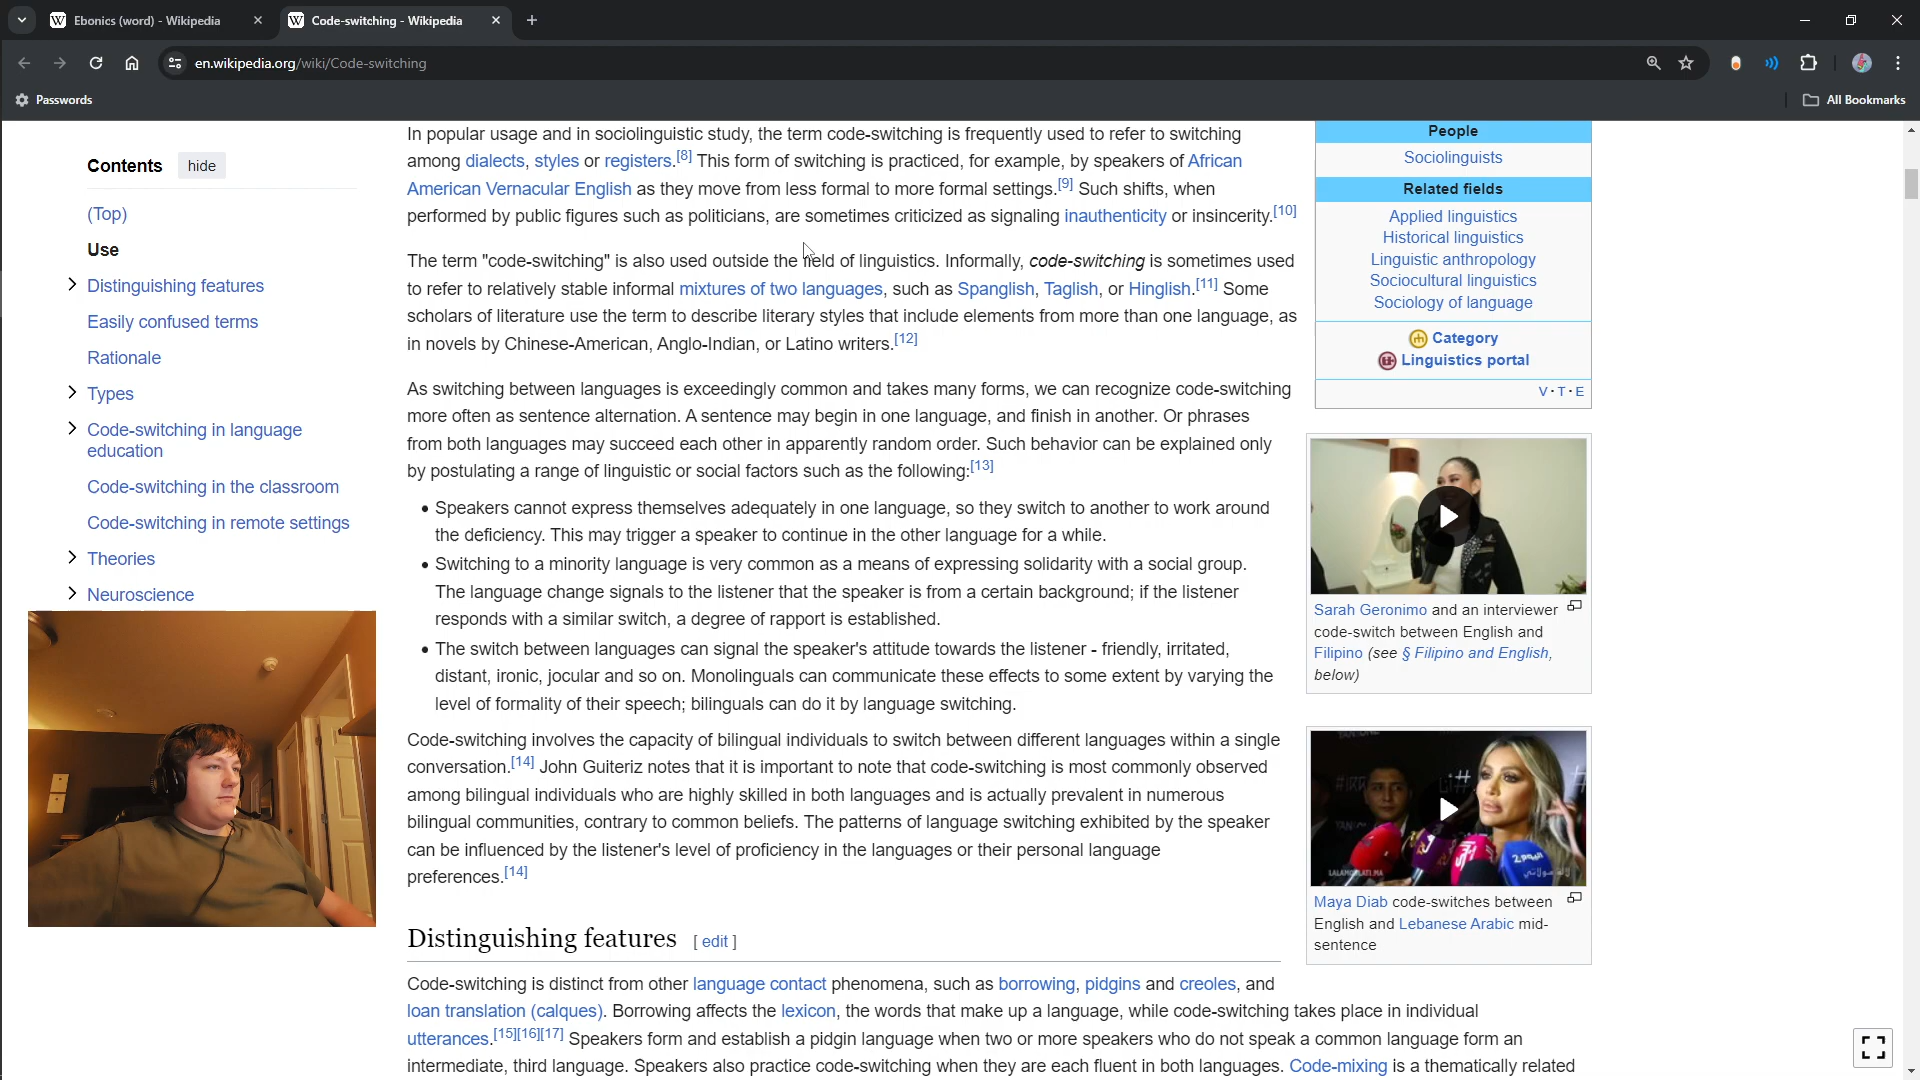 Ebonics (word) - Wikipedia
Code-switching - Wikipedia
en.wikipedia.org/wiki/Code-switching
Passwords
All Bookmarks
Contents hide
(Top)
Use
Distinguishing features
Easily confused terms
Rationale
Types
Code-switching in language
education
Code-switching in the classroom
Code-switching in remote settings
Theories
Neuroscience
In popular usage and in sociolinguistic study, the term code-switching is frequently used to refer to switching
among dialects, styles or registers.[8] This form of switching is practiced, for example, by speakers of African
American Vernacular English as they move from less formal to more formal settings.[9] Such shifts, when
performed by public figures such as politicians, are sometimes criticized as signaling inauthenticity or insincerity.[10]
The term "code-switching" is also used outside the field of linguistics. Informally, code-switching is sometimes used
to refer to relatively stable informal mixtures of two languages, such as Spanglish, Taglish, or Hinglish.[11] Some
scholars of literature use the term to describe literary styles that include elements from more than one language, as
in novels by Chinese-American, Anglo-Indian, or Latino writers.[12]
As switching between languages is exceedingly common and takes many forms, we can recognize code-switching
more often as sentence alternation. A sentence may begin in one language, and finish in another. Or phrases
from both languages may succeed each other in apparently random order. Such behavior can be explained only
by postulating a range of linguistic or social factors such as the following:[13]
• Speakers cannot express themselves adequately in one language, so they switch to another to work around
the deficiency. This may trigger a speaker to continue in the other language for a while.
• Switching to a minority language is very common as a means of expressing solidarity with a social group.
The language change signals to the listener that the speaker is from a certain background; if the listener
responds with a similar switch, a degree of rapport is established.
• The switch between languages can signal the speaker's attitude towards the listener - friendly, irritated,
distant, ironic, jocular and so on. Monolinguals can communicate these effects to some extent by varying the
level of formality of their speech; bilinguals can do it by language switching.
Code-switching involves the capacity of bilingual individuals to switch between different languages within a single
conversation.[14] John Guiteriz notes that it is important to note that code-switching is most commonly observed
among bilingual individuals who are highly skilled in both languages and is actually prevalent in numerous
bilingual communities, contrary to common beliefs. The patterns of language switching exhibited by the speaker
can be influenced by the listener's level of proficiency in the languages or their personal language
preferences.[14]
Distinguishing features [ edit ]
Code-switching is distinct from other language contact phenomena, such as borrowing, pidgins and creoles, and
loan translation (calques). Borrowing affects the lexicon, the words that make up a language, while code-switching takes place in individual
utterances.[15][16][17] Speakers form and establish a pidgin language when two or more speakers who do not speak a common language form an
intermediate, third language. Speakers also practice code-switching when they are each fluent in both languages. Code-mixing is a thematically related
People
Sociolinguists
Related fields
Applied linguistics
Historical linguistics
Linguistic anthropology
Sociocultural linguistics
Sociology of language
Category
Linguistics portal
V · T · E
Sarah Geronimo and an interviewer
code-switch between English and
Filipino (see § Filipino and English,
below)
Maya Diab code-switches between
English and Lebanese Arabic mid-
sentence